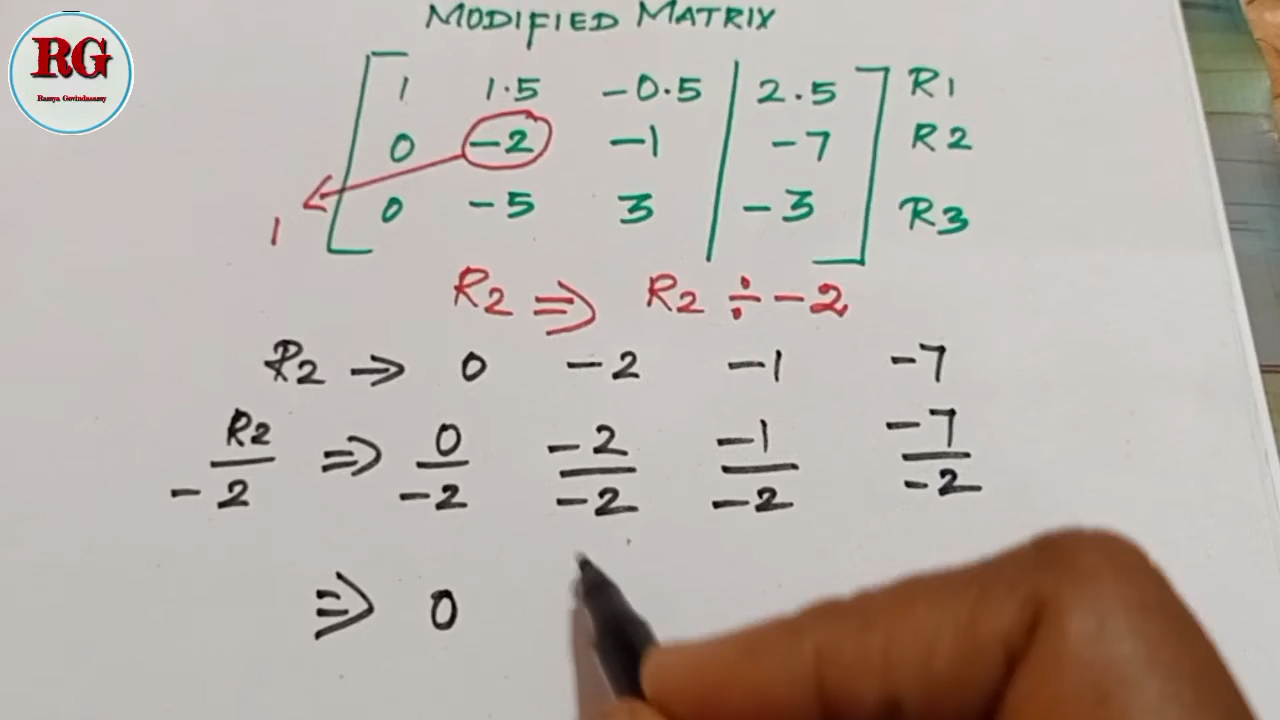 RG
Ramya Govindasamy
MODIFIED MATRIX
1 1.5 -0.5 2.5 R1
0 -2 -1 -7 R2
0 -5 3 -3 R3
1
R2 ⇒ R2 ÷ -2
R2 → 0 -2 -1 -7
R2/-2 ⇒ 0/-2 -2/-2 -1/-2 -7/-2
⇒ 0